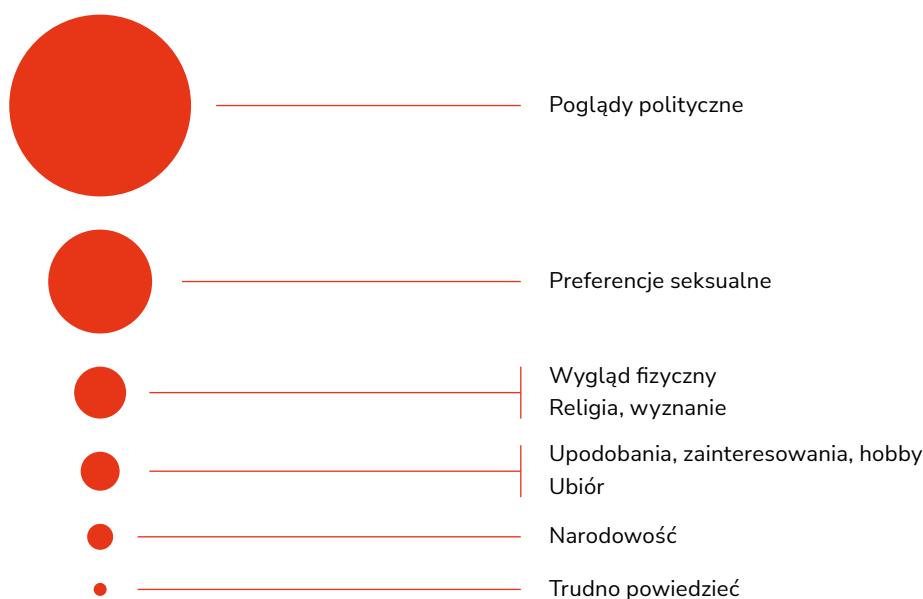 Poglądy polityczne
Preferencje seksualne
Wygląd fizyczny
Religia, wyznanie
Upodobania, zainteresowania, hobby
Ubiór
Narodowość
Trudno powiedzieć